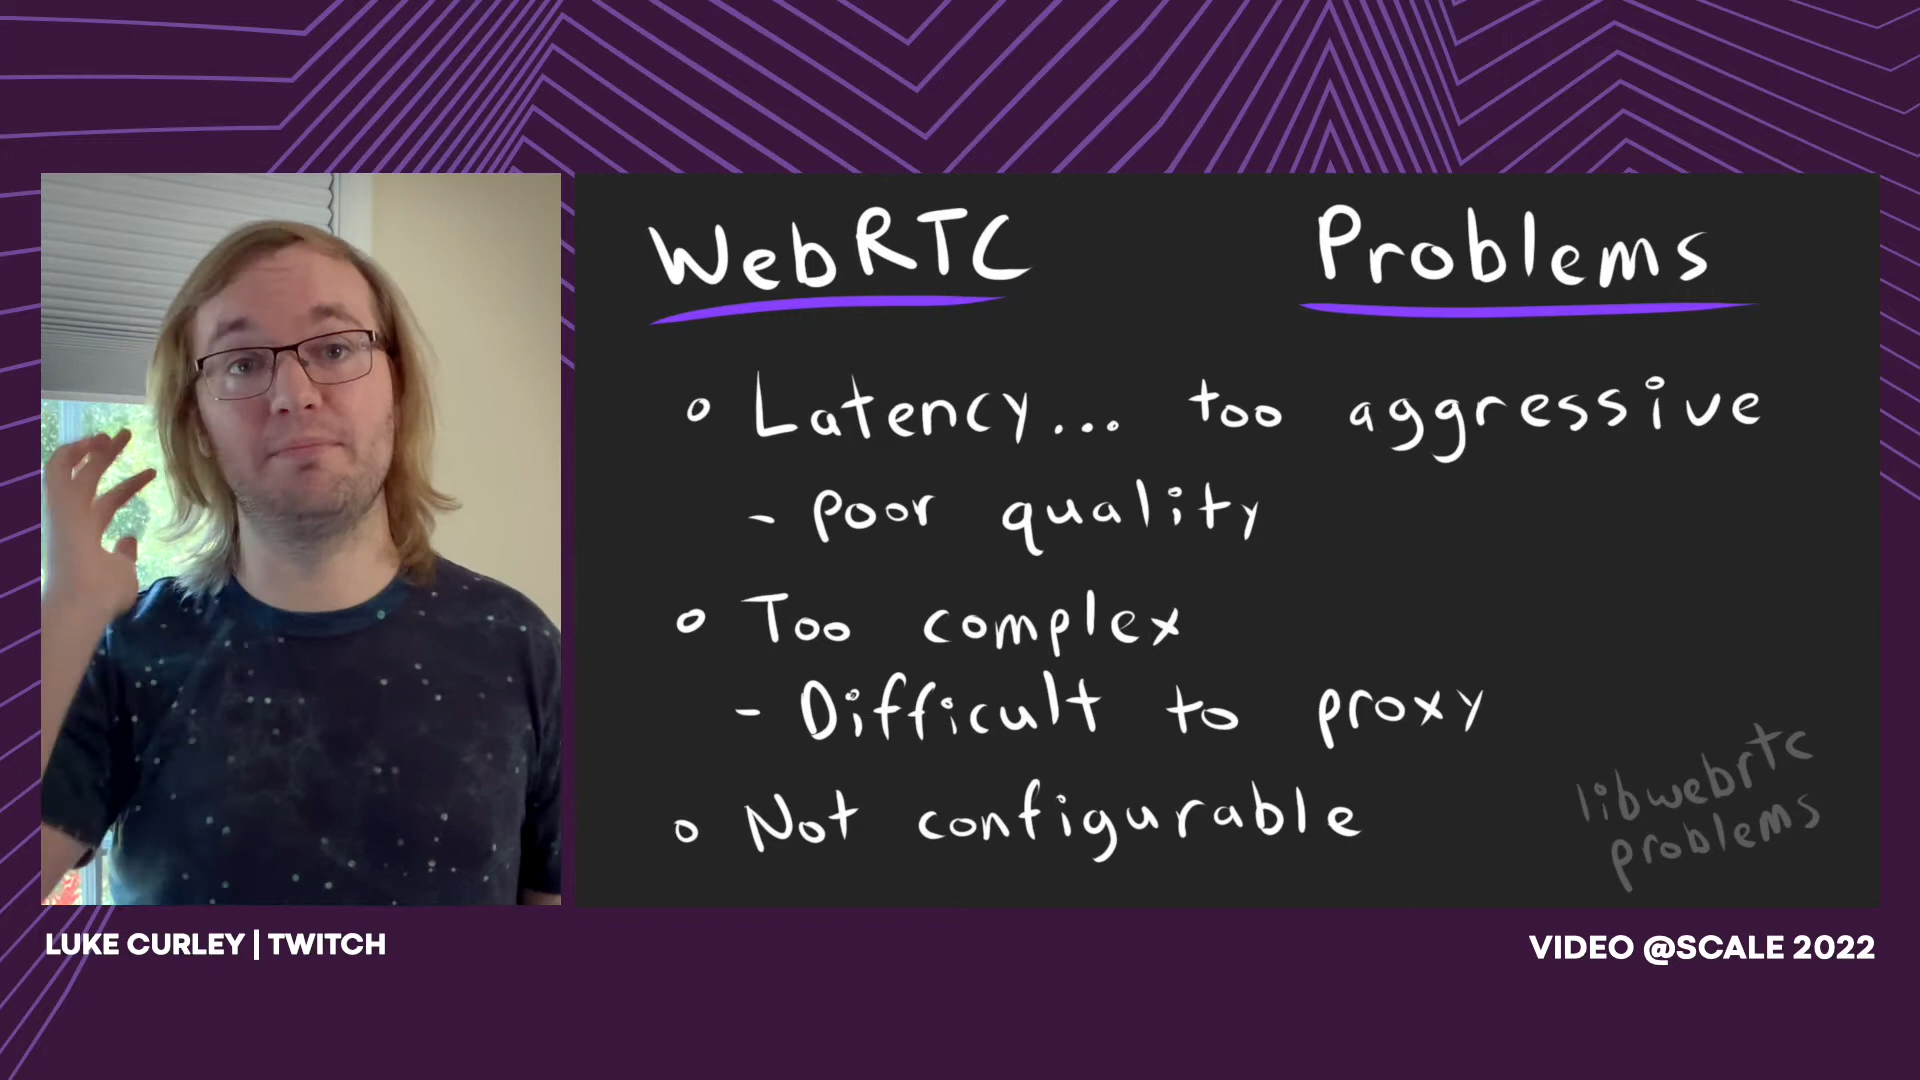 WebRTC Problems
o Latency... too aggressive
- poor quality
o Too complex
- Difficult to proxy
o Not configurable
libwebrtc
problems
LUKE CURLEY | TWITCH
VIDEO @SCALE 2022